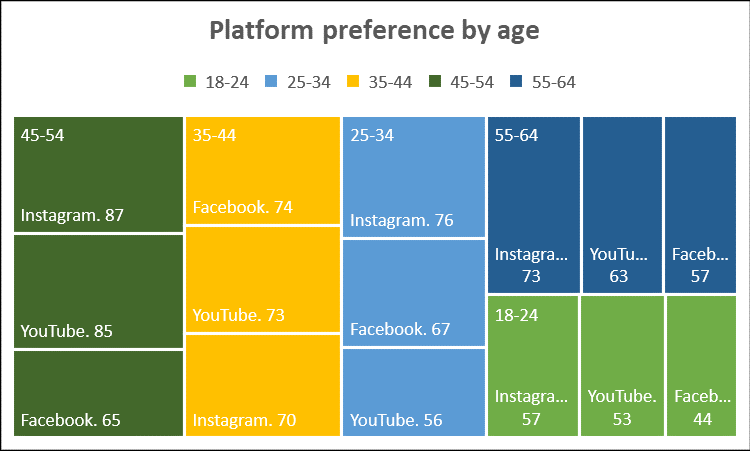 Platform preference by age
18-24 25-34 35-44 45-54 55-64
45-54
Instagram. 87
YouTube. 85
Facebook. 65
35-44
Facebook. 74
YouTube. 73
Instagram. 70
25-34
Instagram. 76
Facebook. 67
YouTube. 56
55-64
Instagra...
73
YouTu...
63
Faceb...
57
18-24
Instagra...
57
YouTube.
53
Faceb...
44